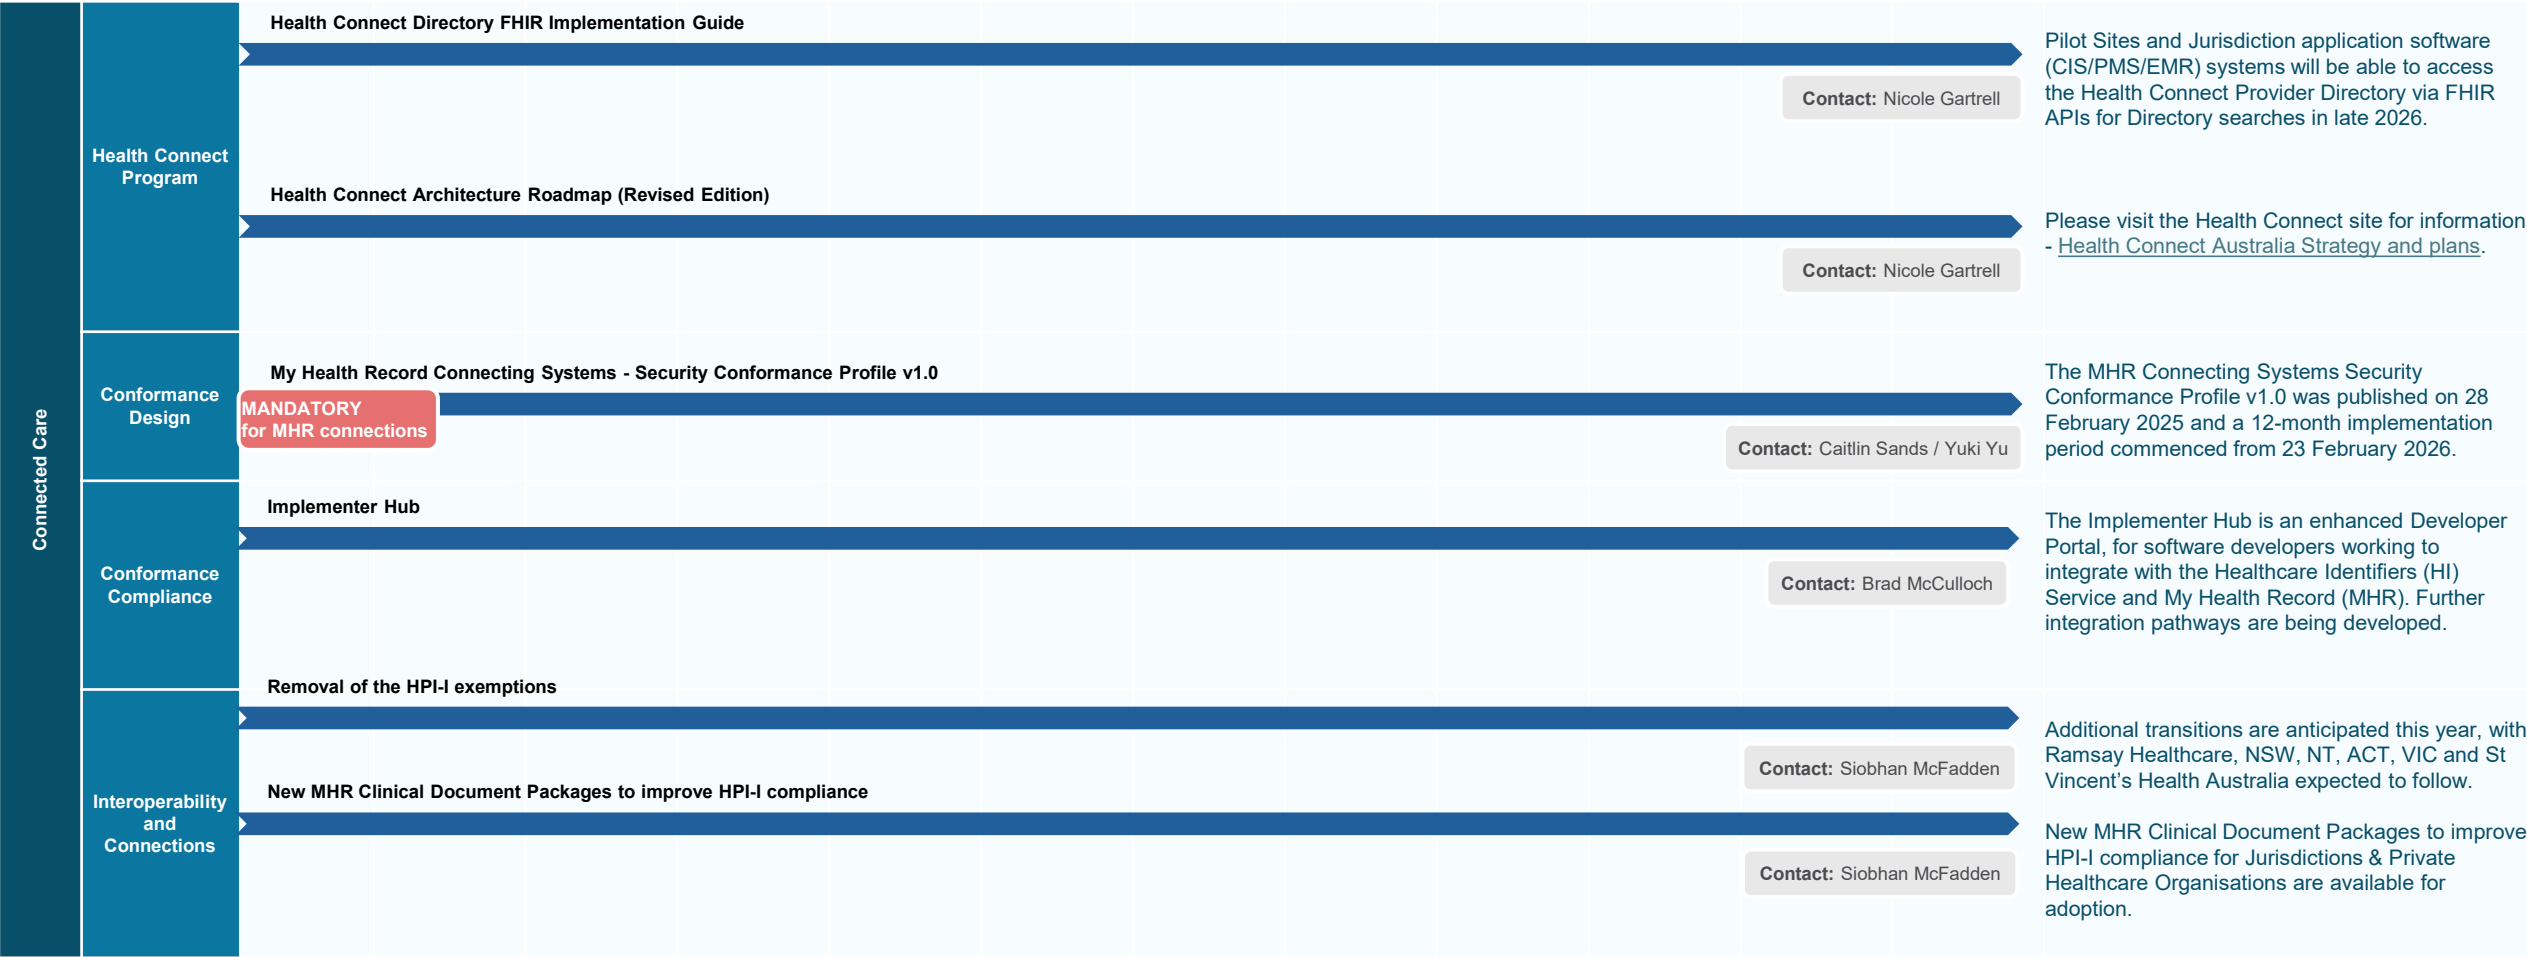 Connected Care
Health Connect
Program
Health Connect Directory FHIR Implementation Guide
Contact: Nicole Gartrell
Pilot Sites and Jurisdiction application software
(CIS/PMS/EMR) systems will be able to access
the Health Connect Provider Directory via FHIR
APIs for Directory searches in late 2026.
Health Connect Architecture Roadmap (Revised Edition)
Contact: Nicole Gartrell
Please visit the Health Connect site for information
- Health Connect Australia Strategy and plans.
Conformance
Design
My Health Record Connecting Systems - Security Conformance Profile v1.0
MANDATORY
for MHR connections
Contact: Caitlin Sands / Yuki Yu
The MHR Connecting Systems Security
Conformance Profile v1.0 was published on 28
February 2025 and a 12-month implementation
period commenced from 23 February 2026.
Conformance
Compliance
Implementer Hub
Contact: Brad McCulloch
The Implementer Hub is an enhanced Developer
Portal, for software developers working to
integrate with the Healthcare Identifiers (HI)
Service and My Health Record (MHR). Further
integration pathways are being developed.
Interoperability
and
Connections
Removal of the HPI-I exemptions
Contact: Siobhan McFadden
Additional transitions are anticipated this year, with
Ramsay Healthcare, NSW, NT, ACT, VIC and St
Vincent’s Health Australia expected to follow.
New MHR Clinical Document Packages to improve HPI-I compliance
Contact: Siobhan McFadden
New MHR Clinical Document Packages to improve
HPI-I compliance for Jurisdictions & Private
Healthcare Organisations are available for
adoption.